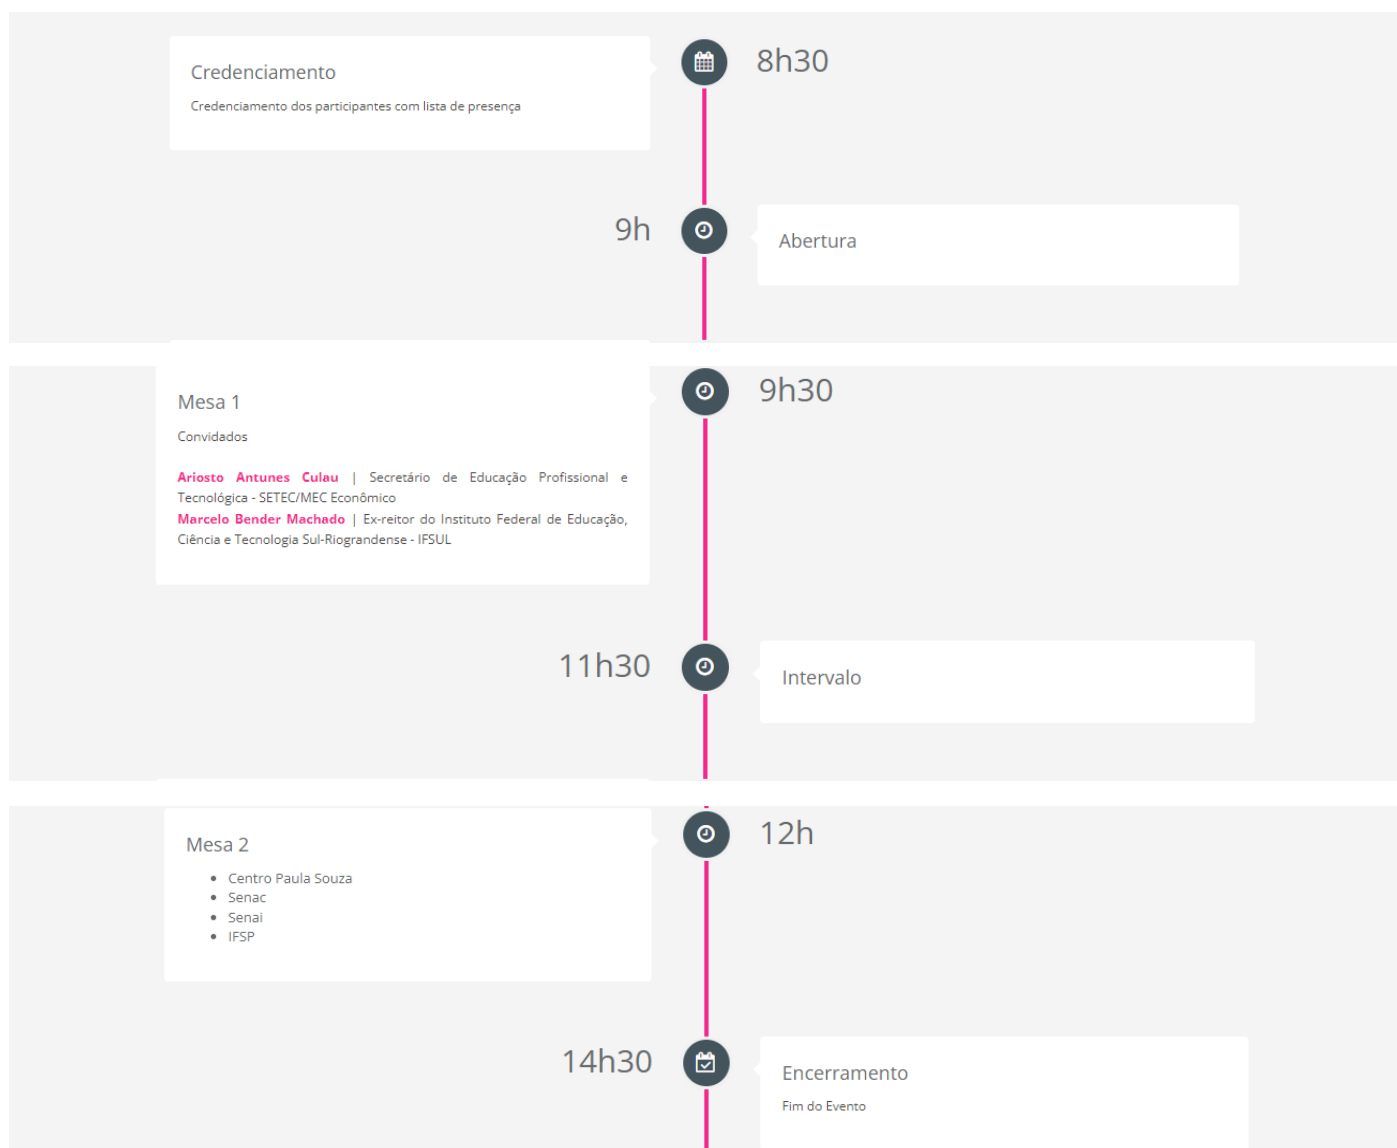 Credenciamento
8h30
Credenciamento dos participantes com lista de presença
9h
Abertura
Mesa 1
9h30
Convidados
Ariosto Antunes Culau | Secretário de Educação Profissional e
Tecnológica - SETEC/MEC Econômico
Marcelo Bender Machado | Ex-reitor do Instituto Federal de Educação,
Ciência e Tecnologia Sul-Riograndense - IFSUL
11h30
Intervalo
Mesa 2
12h
Centro Paula Souza
Senac
Senai
IFSP
14h30
Encerramento
Fim do Evento